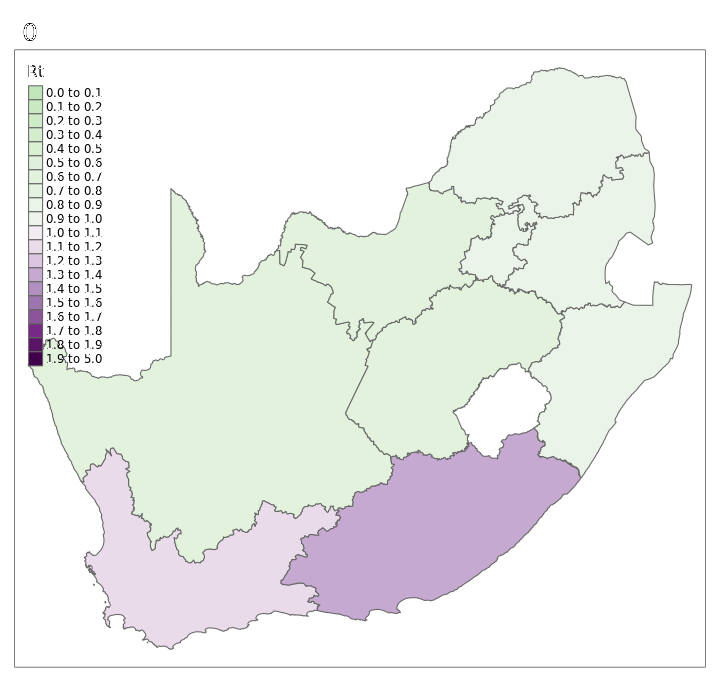 0
Rt
0.0 to 0.1
0.1 to 0.2
0.2 to 0.3
0.3 to 0.4
0.4 to 0.5
0.5 to 0.6
0.6 to 0.7
0.7 to 0.8
0.8 to 0.9
0.9 to 1.0
1.0 to 1.1
1.1 to 1.2
1.2 to 1.3
1.3 to 1.4
1.4 to 1.5
1.5 to 1.6
1.6 to 1.7
1.7 to 1.8
1.8 to 1.9
1.9 to 5.0